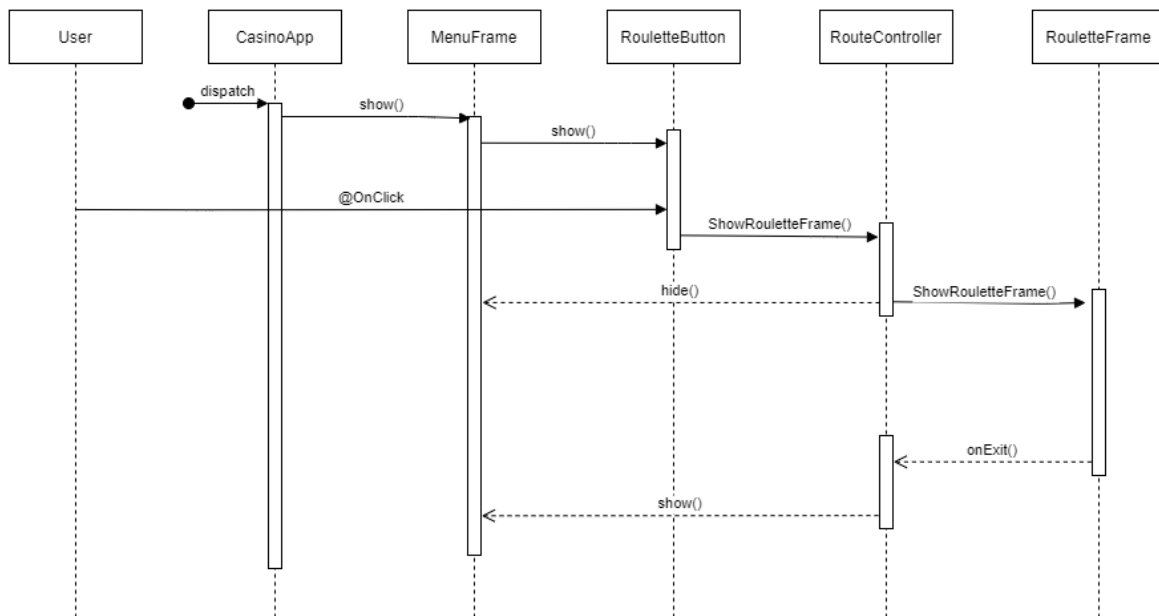 User
CasinoApp
MenuFrame
RouletteButton
RouteController
RouletteFrame
dispatch
show()
show()
@OnClick
ShowRouletteFrame()
hide()
ShowRouletteFrame()
onExit()
show()